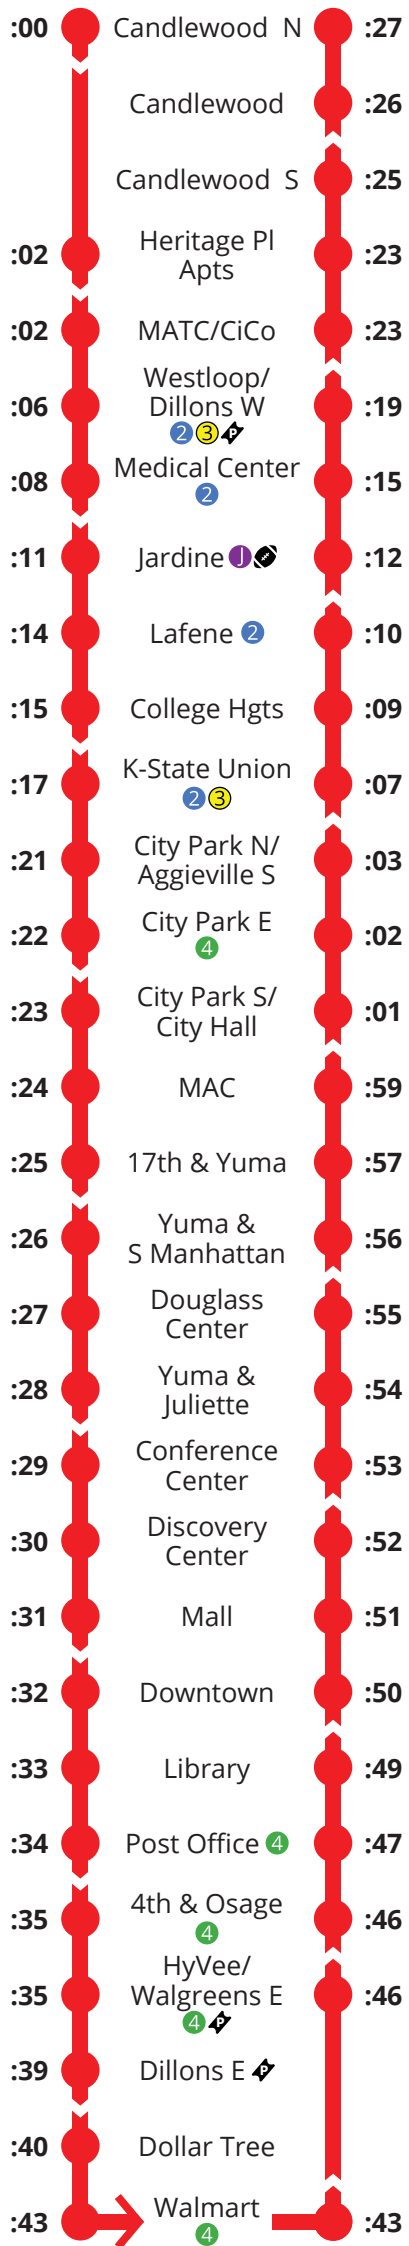 :00 Candlewood N :27
Candlewood :26
Candlewood S :25
:02 Heritage Pl :23
Apts
:02 MATC/CiCo :23
Westloop/
:06 Dillons W :19
2 3 P
:08 Medical Center :15
2
:11 Jardine J :12
:14 Lafene 2 :10
:15 College Hgts :09
:17 K-State Union :07
2 3
:21 City Park N/ :03
Aggieville S
:22 City Park E :02
4
:23 City Park S/ :01
City Hall
:24 MAC :59
:25 17th & Yuma :57
:26 Yuma & :56
S Manhattan
:27 Douglass :55
Center
:28 Yuma & :54
Juliette
:29 Conference :53
Center
:30 Discovery :52
Center
:31 Mall :51
:32 Downtown :50
:33 Library :49
:34 Post Office 4 :47
:35 4th & Osage :46
4
HyVee/
:35 Walgreens E :46
4 P
:39 Dillons E P
:40 Dollar Tree
:43 Walmart :43
4